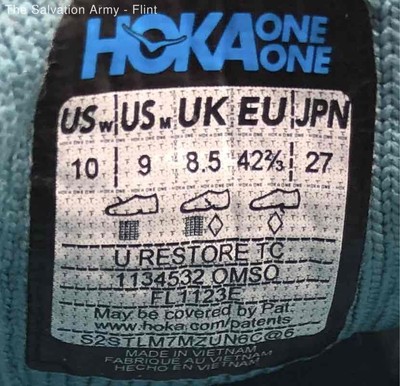 The Salvation Army - Flint
HOKA ONE ONE
USw USM UK EU JPN
10 9 8.5 42⅔ 27
U RESTORE TC
1134532 OMSO
FL1123E
May be covered by Pat.
www.hoka.com/patents
S2STLM7MZUN6C@6
MADE IN VIETNAM
FABRIQUÉ AU VIETNAM
HECHO EN VIETNAM